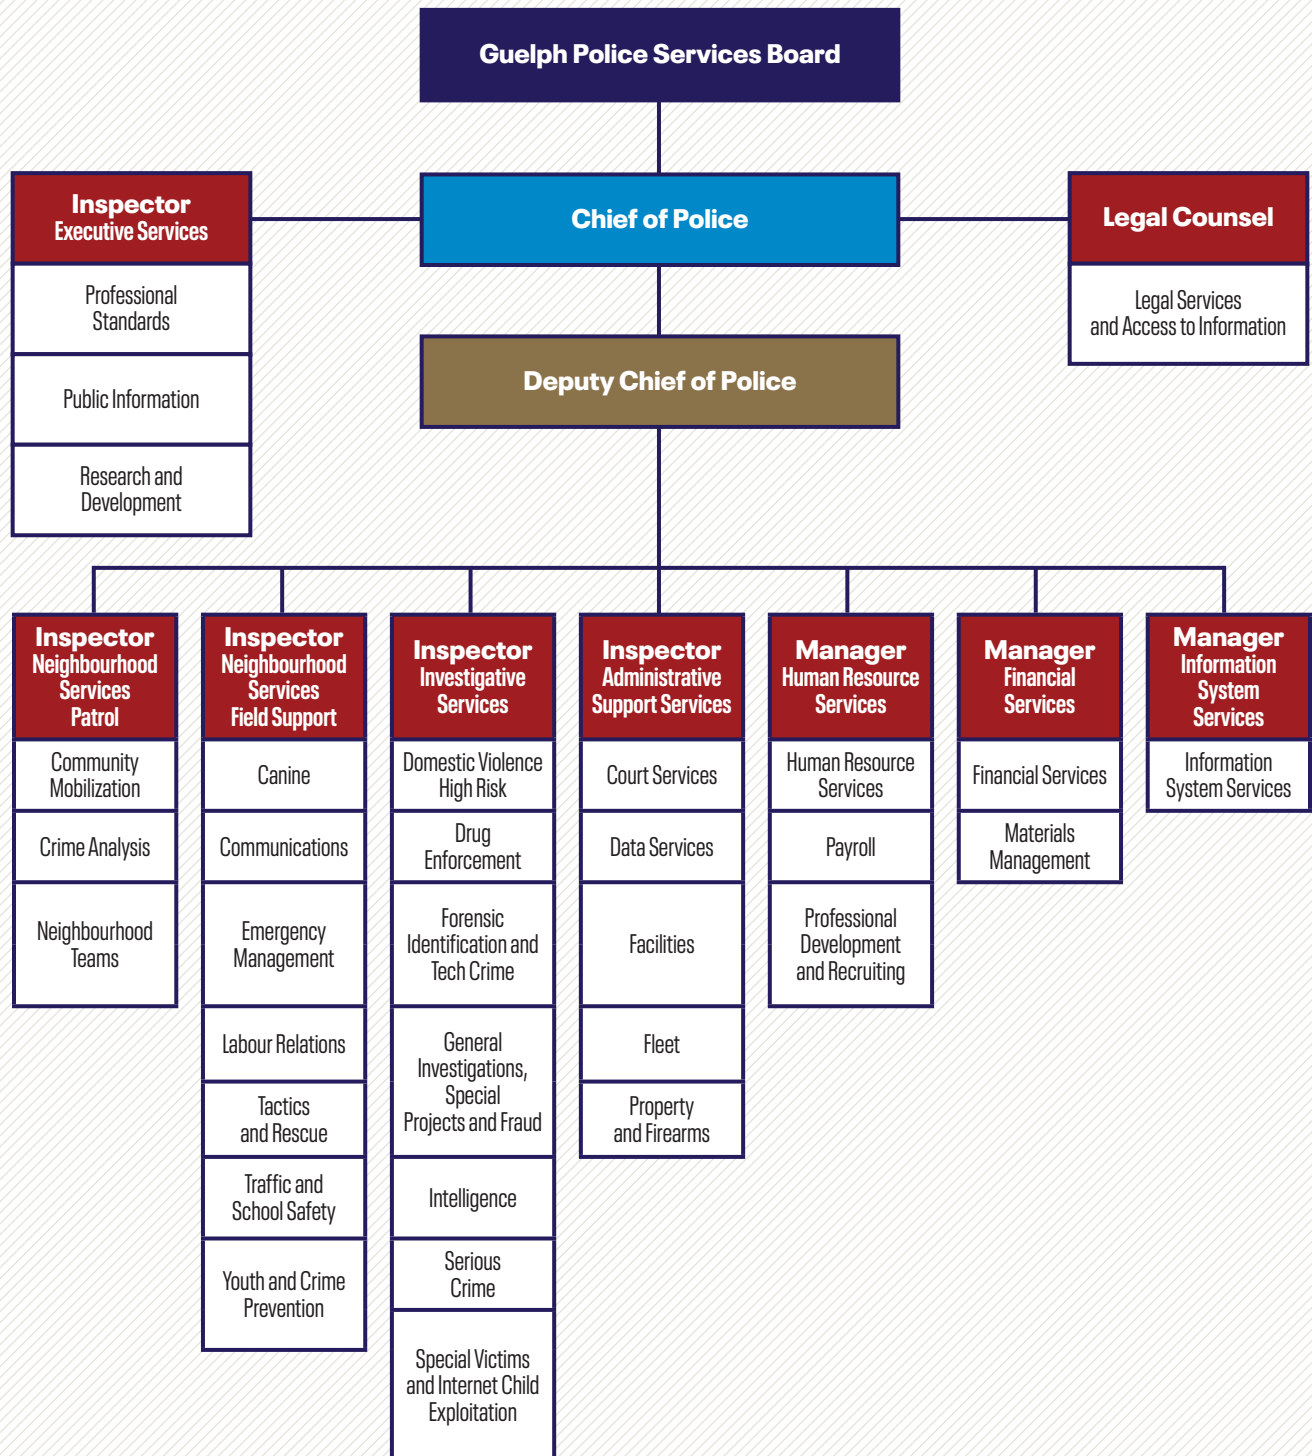 Guelph Police Services Board
Inspector
Executive Services
Professional
Standards
Public Information
Research and
Development
Chief of Police
Legal Counsel
Legal Services
and Access to Information
Deputy Chief of Police
Inspector
Neighbourhood
Services
Patrol
Community
Mobilization
Crime Analysis
Neighbourhood
Teams
Inspector
Neighbourhood
Services
Field Support
Canine
Communications
Emergency
Management
Labour Relations
Tactics
and Rescue
Traffic and
School Safety
Youth and Crime
Prevention
Inspector
Investigative
Services
Domestic Violence
High Risk
Drug
Enforcement
Forensic
Identification and
Tech Crime
General
Investigations,
Special
Projects and Fraud
Intelligence
Serious
Crime
Special Victims
and Internet Child
Exploitation
Inspector
Administrative
Support Services
Court Services
Data Services
Facilities
Fleet
Property
and Firearms
Manager
Human Resource
Services
Human Resource
Services
Payroll
Professional
Development
and Recruiting
Manager
Financial
Services
Financial Services
Materials
Management
Manager
Information
System
Services
Information
System Services